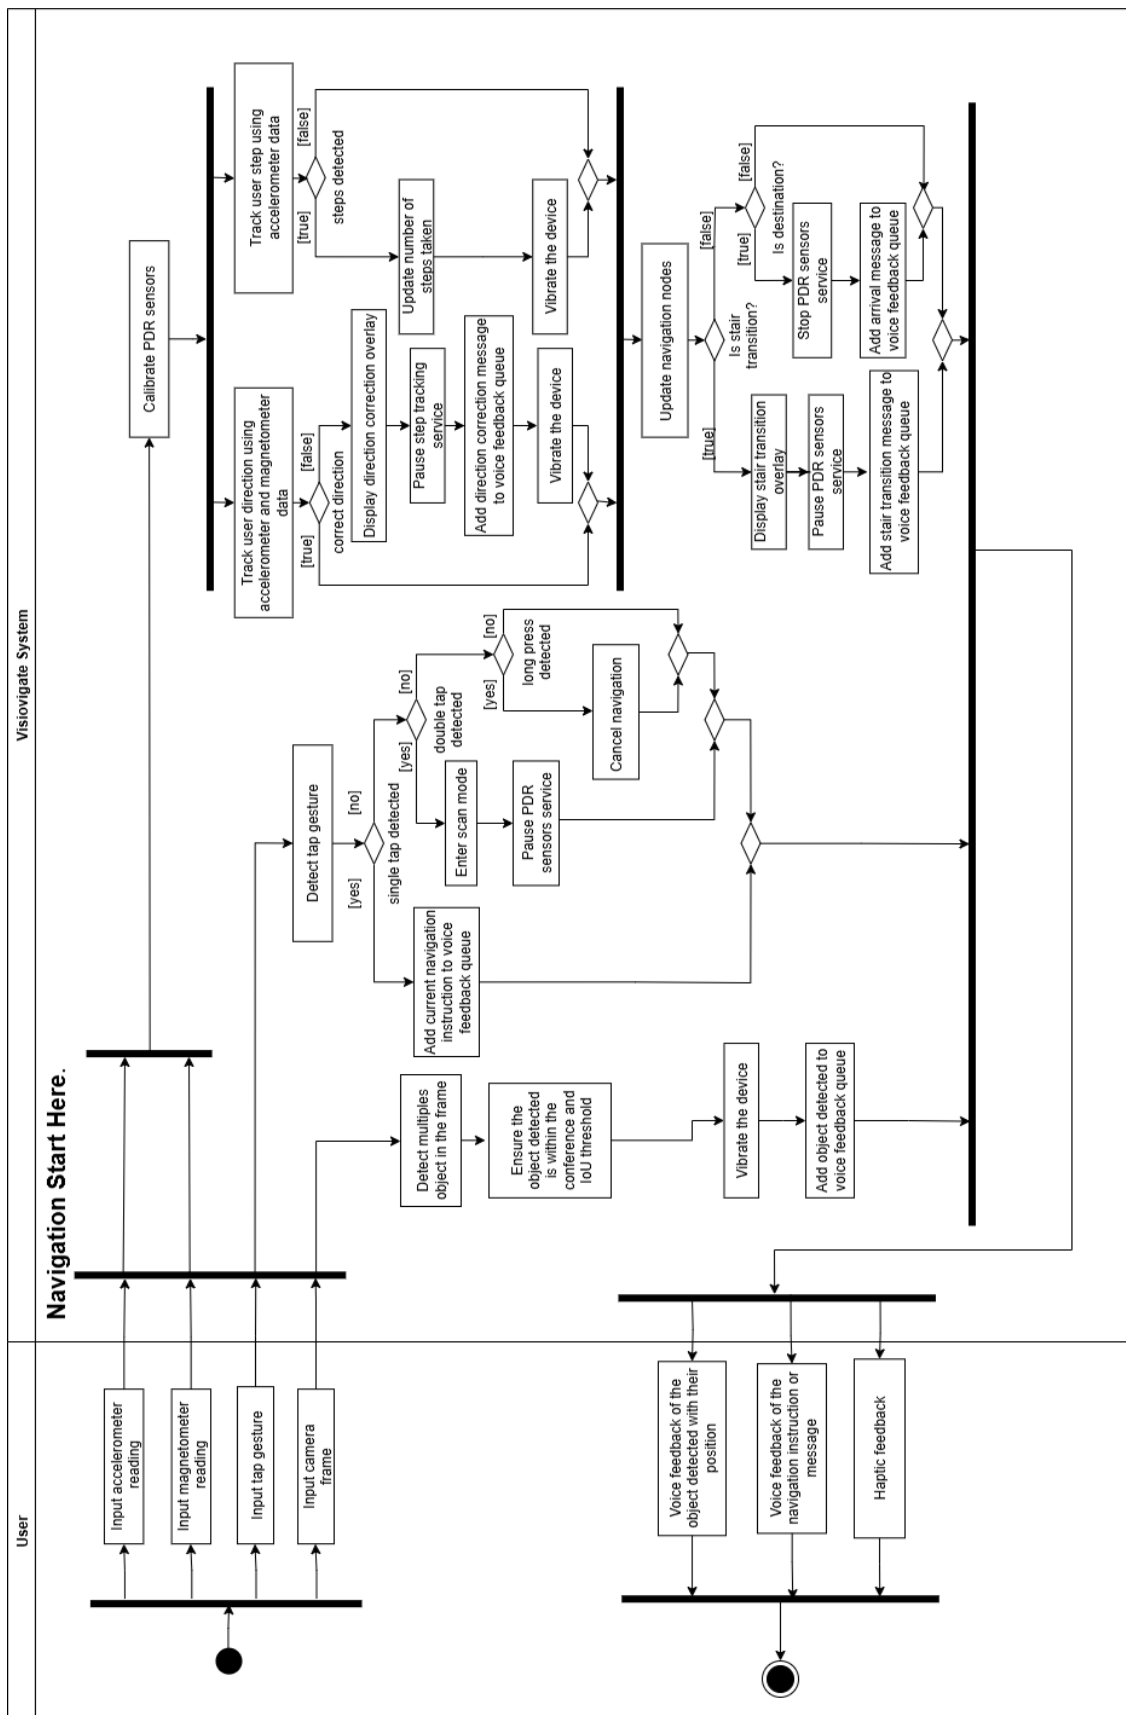 User
Visiovigate System
Navigation Start Here.
Input accelerometer
reading
Input magnetometer
reading
Input tap gesture
Input camera
frame
Calibrate PDR sensors
Track user direction using
accelerometer and magnetometer
data
[true]
[false]
correct direction
Display direction correction overlay
Pause step tracking
service
Add direction correction message
to voice feedback queue
Vibrate the device
Track user step using
accelerometer data
[true]
[false]
steps detected
Update number of
steps taken
Vibrate the device
Update navigation nodes
Is stair
transition?
[true]
[false]
Display stair transition
overlay
Pause PDR sensors
service
Add stair transition message to
voice feedback queue
Is destination?
[true]
[false]
Stop PDR sensors
service
Add arrival message to
voice feedback queue
Detect tap gesture
[yes]
[no]
single tap detected
Add current navigation
instruction to voice
feedback queue
[yes]
[no]
double tap
detected
Enter scan mode
Pause PDR
sensors service
[yes]
[no]
long press
detected
Cancel navigation
Detect multiples
object in the frame
Ensure the
object detected
is within the
conference and
IoU threshold
Vibrate the device
Add object detected to
voice feedback queue
Voice feedback of the
object detected with their
position
Voice feedback of the
navigation instruction or
message
Haptic feedback